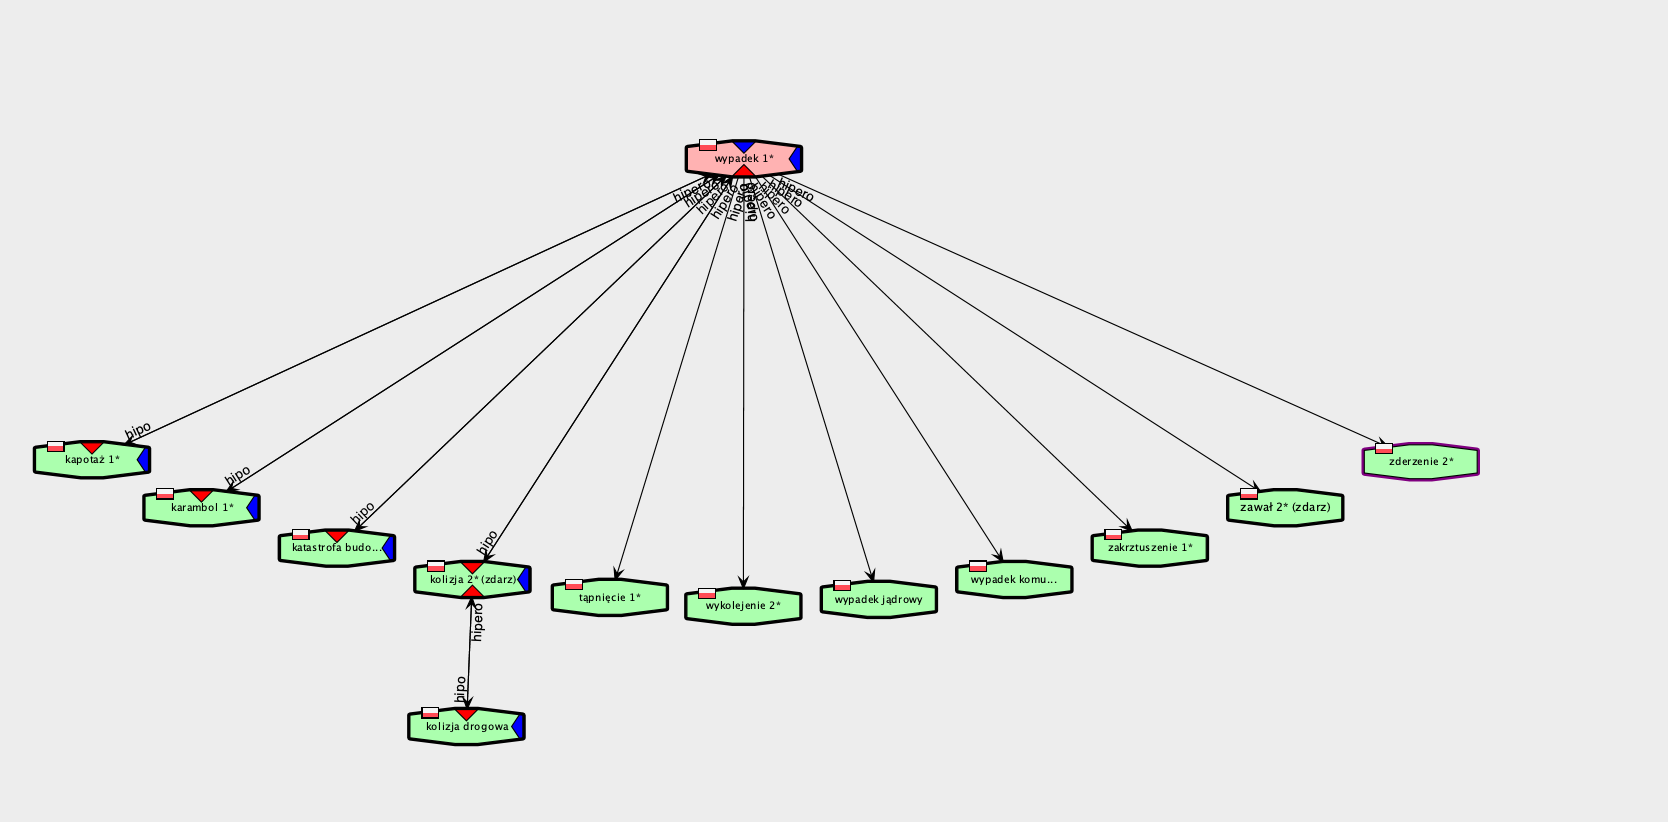 wypadek 1*
hipero
hipero
hipero
hipero
hipero
hipero
hipero
hipero
hipero
hipero
hipo
kapotaż 1*
hipo
karambol 1*
hipo
katastrofa budo...
hipo
kolizja 2* (zdarz)
tąpnięcie 1*
wykolejenie 2*
wypadek jądrowy
wypadek komu...
zakrztuszenie 1*
zawał 2* (zdarz)
zderzenie 2*
hipero
hipo
kolizja drogowa